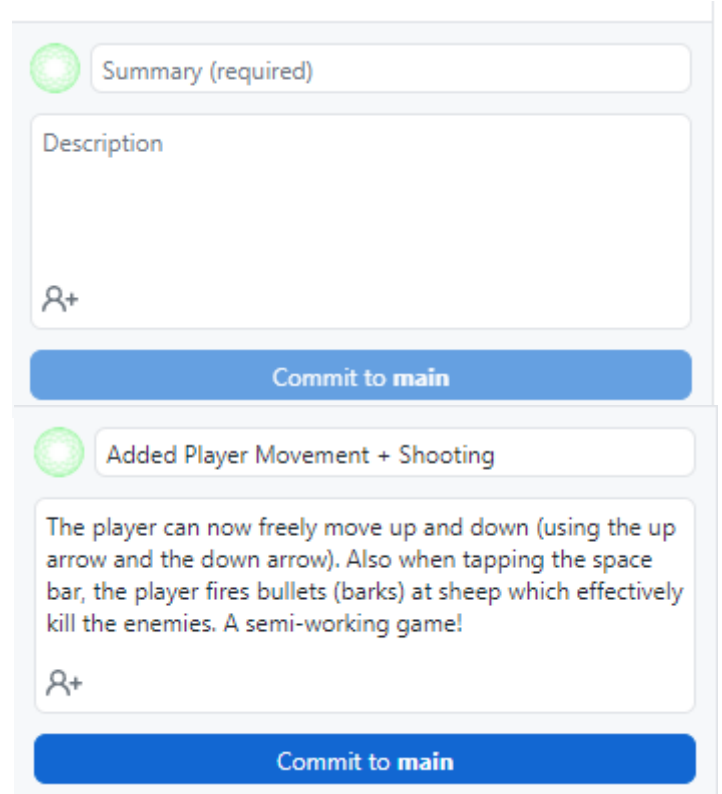 Summary (required)
Description
Commit to main
Added Player Movement + Shooting
The player can now freely move up and down (using the up
arrow and the down arrow). Also when tapping the space
bar, the player fires bullets (barks) at sheep which effectively
kill the enemies. A semi-working game!
Commit to main